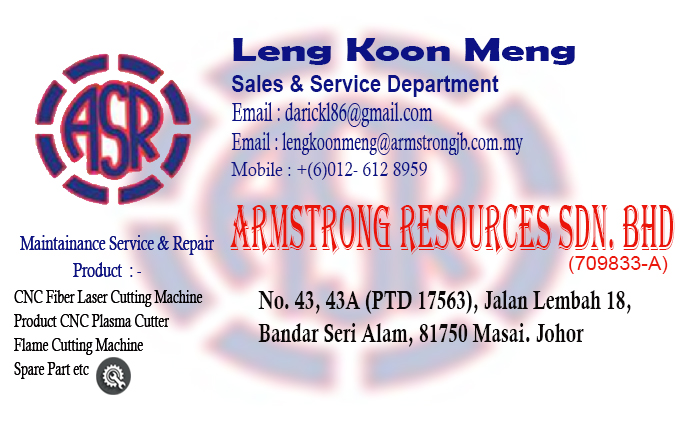 ASR
Leng Koon Meng
Sales & Service Department
Email : darickl86@gmail.com
Email : lengkoonmeng@armstrongjb.com.my
Mobile : +(6)012- 612 8959
ARMSTRONG RESOURCES SDN. BHD
(709833-A)
Maintainance Service & Repair
Product : -
CNC Fiber Laser Cutting Machine
Product CNC Plasma Cutter
Flame Cutting Machine
Spare Part etc
No. 43, 43A (PTD 17563), Jalan Lembah 18,
Bandar Seri Alam, 81750 Masai. Johor